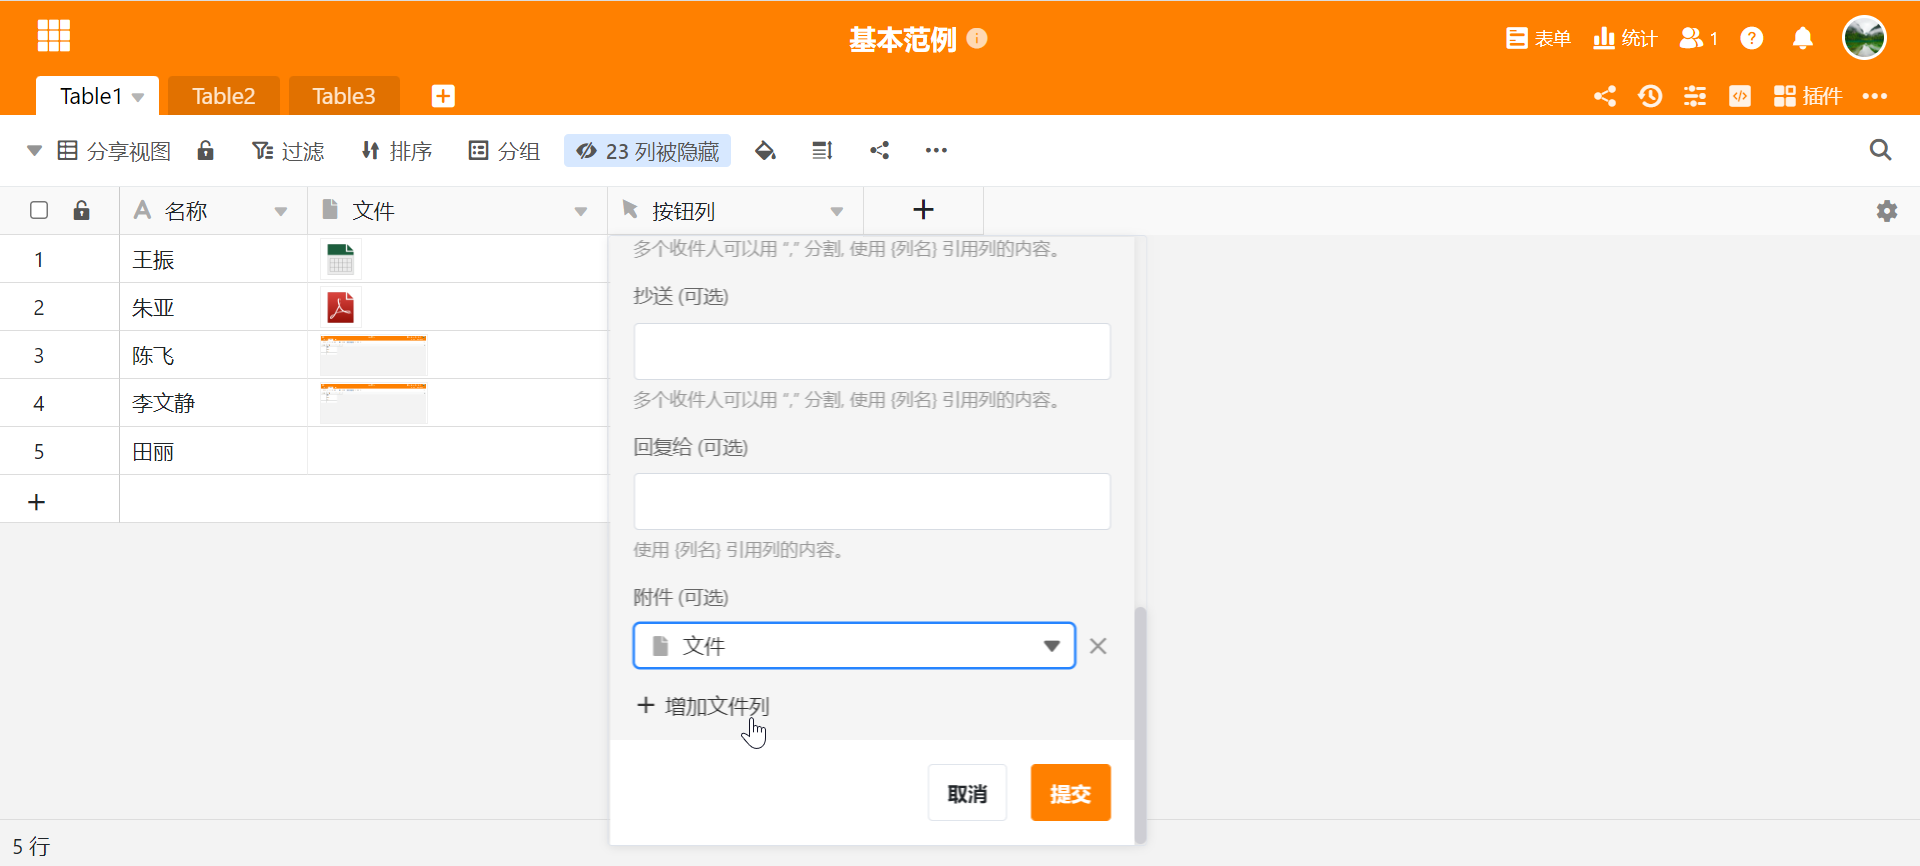 基本范例
表单
统计
1
Table1
Table2
Table3
插件
分享视图
过滤
排序
分组
23 列被隐藏
名称
文件
按钮列
1
王振
2
朱亚
3
陈飞
4
李文静
5
田丽
多个收件人可以用 “,” 分割, 使用 {列名} 引用列的内容。
抄送 (可选)
多个收件人可以用 “,” 分割, 使用 {列名} 引用列的内容。
回复给 (可选)
使用 {列名} 引用列的内容。
附件 (可选)
文件
增加文件列
取消
提交
5 行